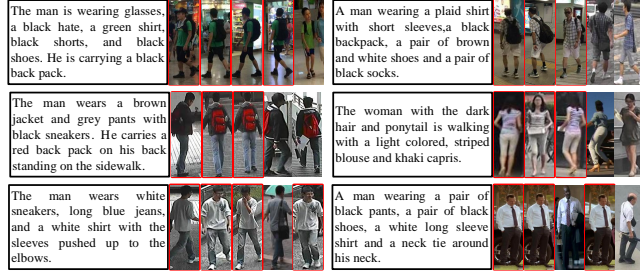 The man is wearing glasses,
a black hate, a green shirt,
black shorts, and black
shoes. He is carrying a black
back pack.
A man wearing a plaid shirt
with short sleeves,a black
backpack, a pair of brown
and white shoes and a pair of
black socks.
The man wears a brown
jacket and grey pants with
black sneakers. He carries a
red back pack on his back
standing on the sidewalk.
The woman with the dark
hair and ponytail is walking
with a light colored, striped
blouse and khaki capris.
The man wears white
sneakers, long blue jeans,
and a white shirt with the
sleeves pushed up to the
elbows.
A man wearing a pair of
black pants, a pair of black
shoes, a white long sleeve
shirt and a neck tie around
his neck.